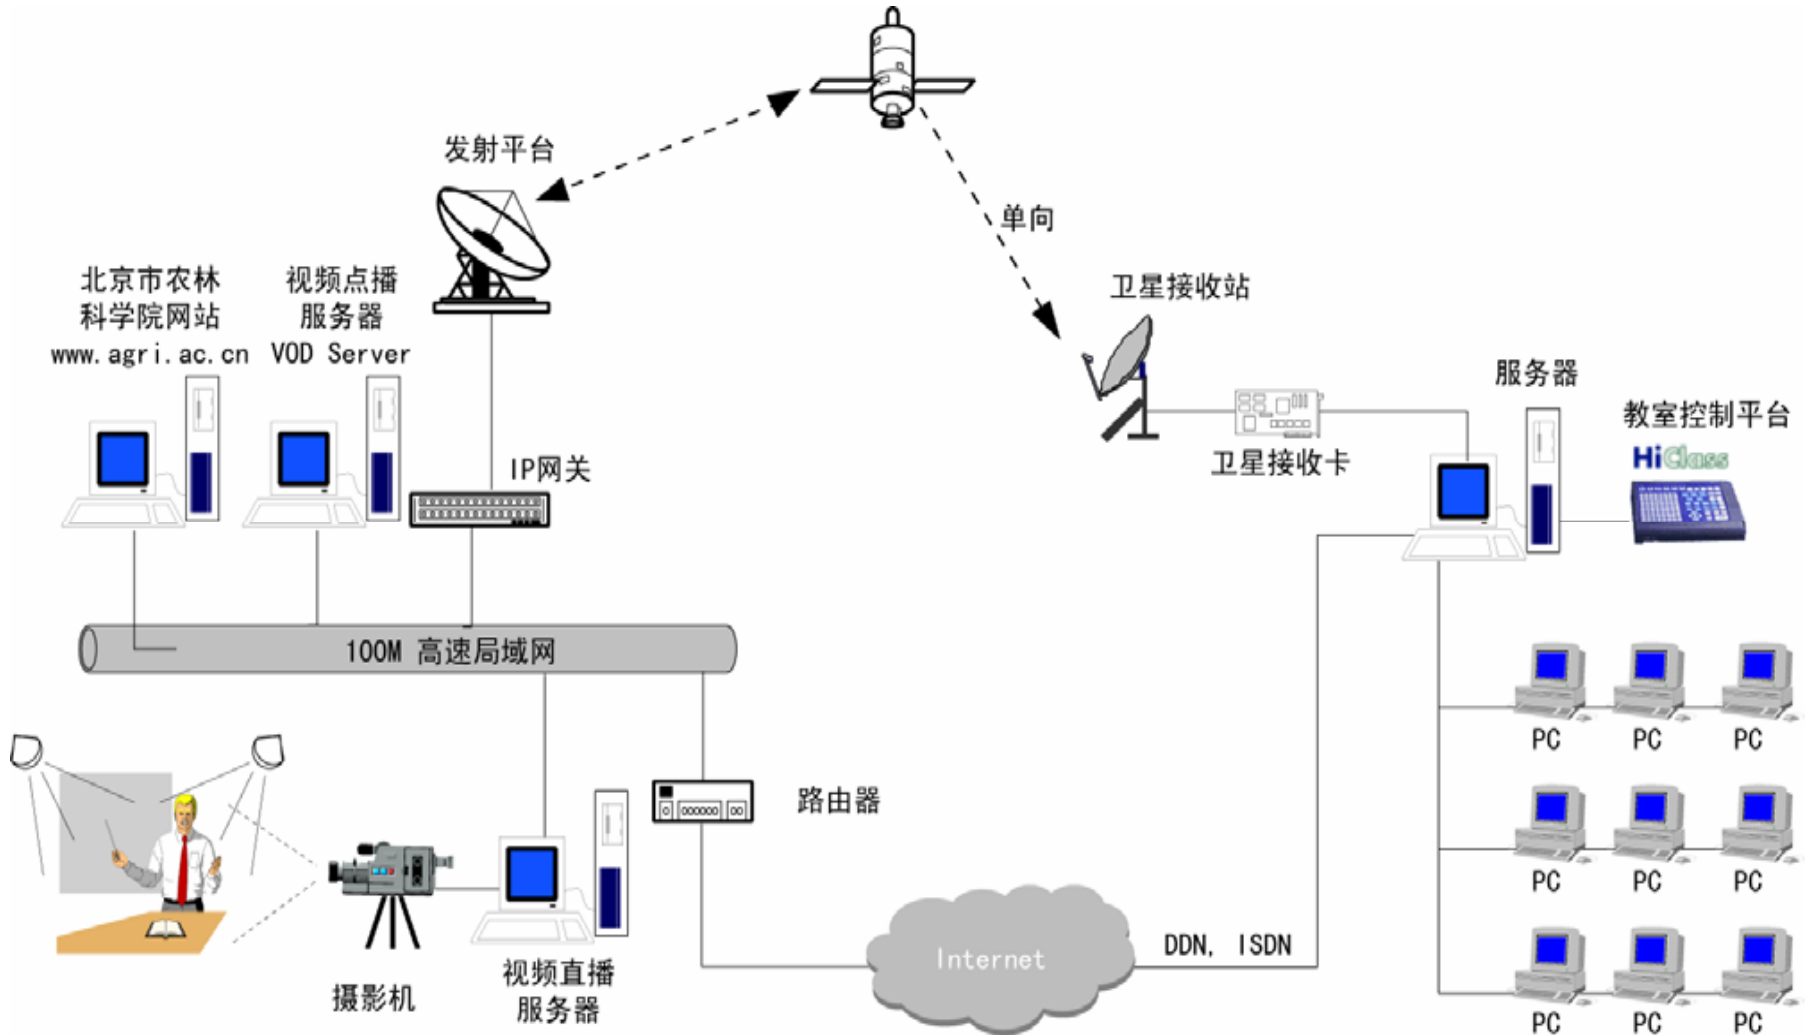 发射平台
单向
北京市农林
科学院网站
www.agri.ac.cn
视频点播
服务器
VOD Server
卫星接收站
服务器
教室控制平台
HiClass
IP网关
卫星接收卡
100M 高速局域网
PC
PC
PC
路由器
PC
PC
PC
Internet
DDN, ISDN
摄影机
视频直播
服务器
PC
PC
PC